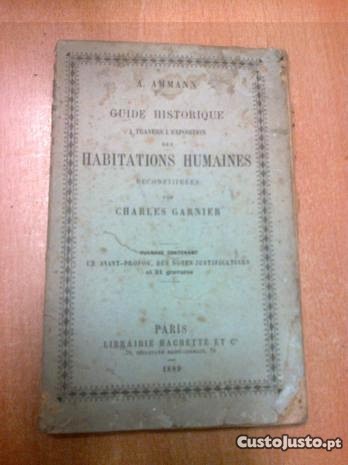 A. AMMANN
GUIDE HISTORIQUE
A TRAVERS L'EXPOSITION
DES
HABITATIONS HUMAINES
RECONSTITUÉES
PAR
CHARLES GARNIER
OUVRAGE CONTENANT
UN AVANT-PROPOS, DES NOTES JUSTIFICATIVES
et 31 gravures
PARIS
LIBRAIRIE HACHETTE ET Cie
79, BOULEVARD SAINT-GERMAIN, 79
1889
CustoJusto.pt